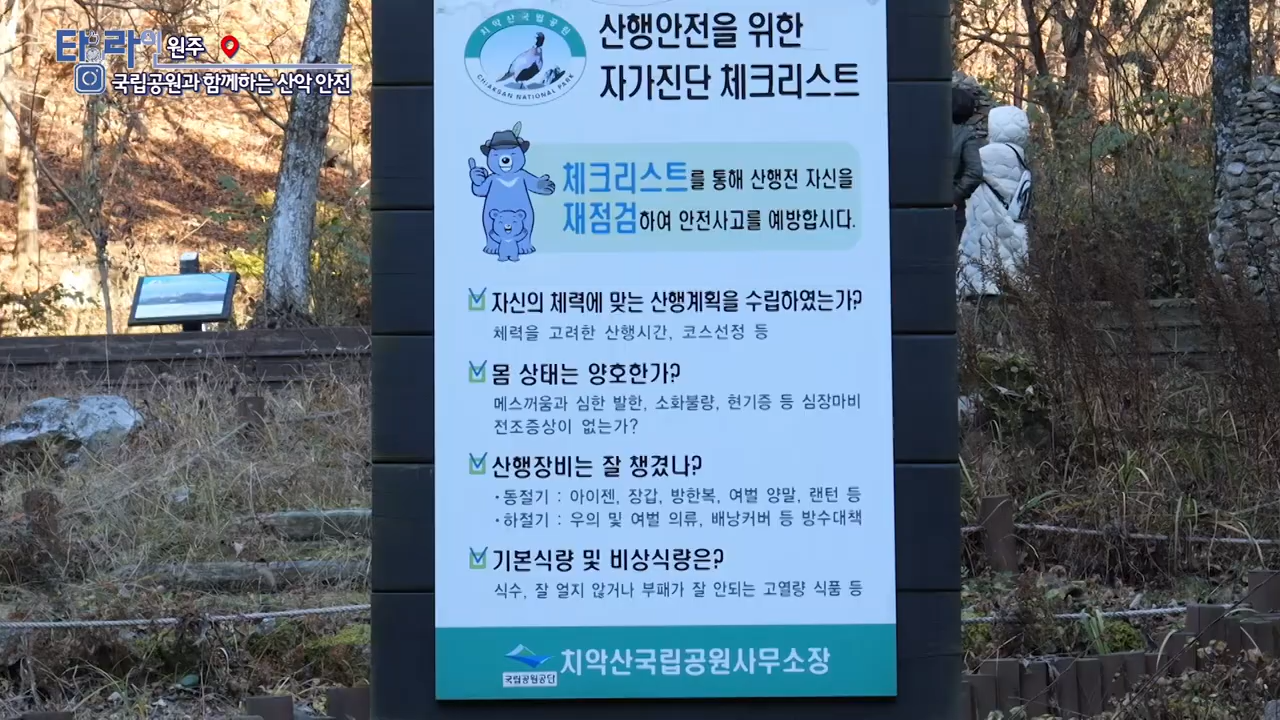 타라의 원주
국립공원과 함께하는 산악 안전
치악산국립공원
CHIAKSAN NATIONAL PARK
산행안전을 위한
자가진단 체크리스트
체크리스트를 통해 산행전 자신을
재점검하여 안전사고를 예방합시다.
자신의 체력에 맞는 산행계획을 수립하였는가?
체력을 고려한 산행시간, 코스선정 등
몸 상태는 양호한가?
메스꺼움과 심한 발한, 소화불량, 현기증 등 심장마비
전조증상이 없는가?
산행장비는 잘 챙겼나?
·동절기 : 아이젠, 장갑, 방한복, 여벌 양말, 랜턴 등
·하절기 : 우의 및 여벌 의류, 배낭커버 등 방수대책
기본식량 및 비상식량은?
식수, 잘 얼지 않거나 부패가 잘 안되는 고열량 식품 등
국립공원공단
치악산국립공원사무소장